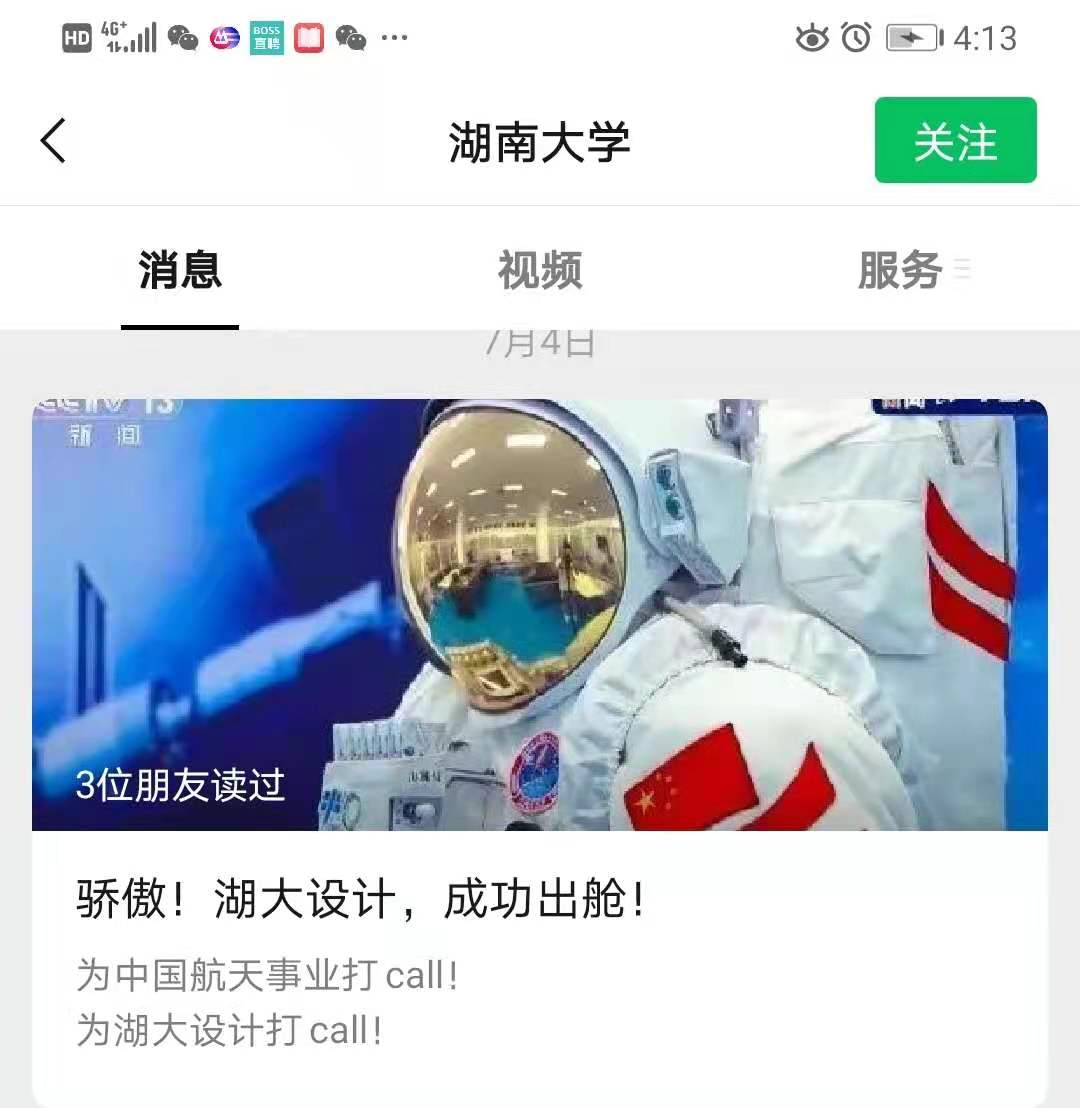 HD 4G+ BOSS 直聘 4:13
湖南大学
关注
消息
视频
服务
7月4日
CCTV 13
新闻
3位朋友读过
骄傲！湖大设计，成功出舱！
为中国航天事业打call！
为湖大设计打call！